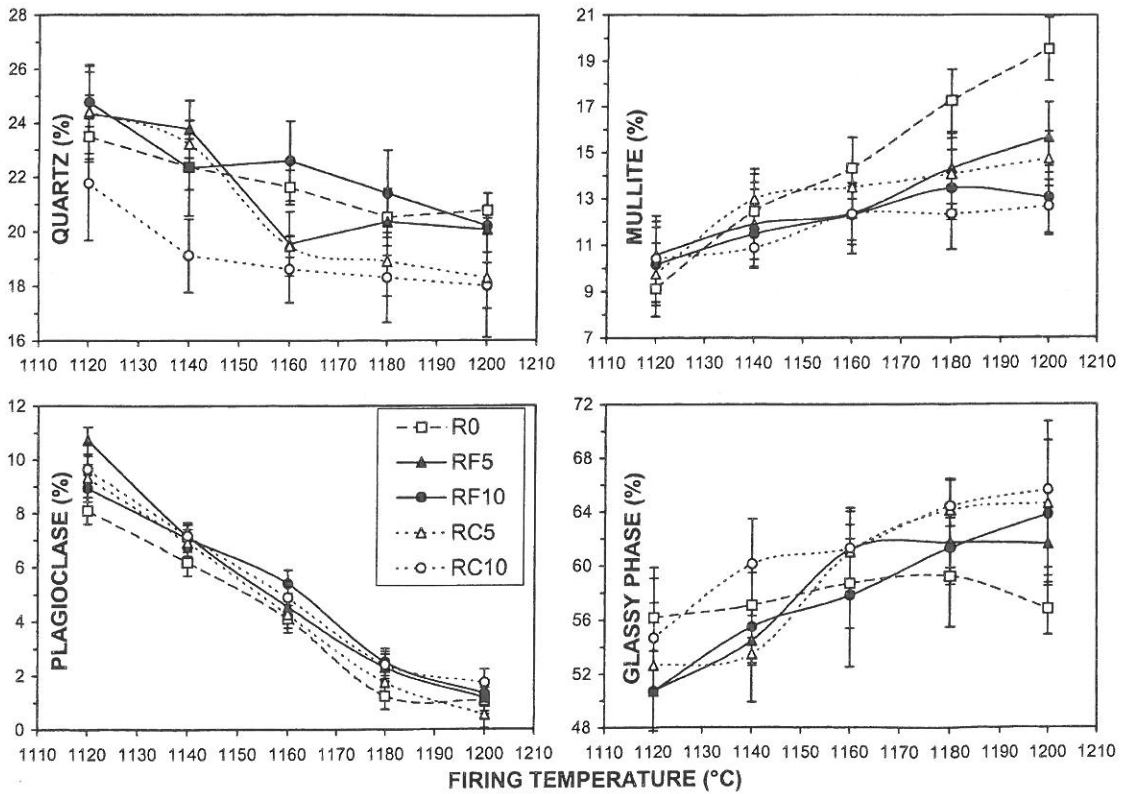 QUARTZ (%)
28
26
24
22
20
18
16
1110 1120 1130 1140 1150 1160 1170 1180 1190 1200 1210
MULLITE (%)
21
19
17
15
13
11
9
7
1110 1120 1130 1140 1150 1160 1170 1180 1190 1200 1210
PLAGIOCLASE (%)
12
10
8
6
4
2
0
R0
RF5
RF10
RC5
RC10
1110 1120 1130 1140 1150 1160 1170 1180 1190 1200 1210
GLASSY PHASE (%)
72
68
64
60
56
52
48
1110 1120 1130 1140 1150 1160 1170 1180 1190 1200 1210
FIRING TEMPERATURE (°C)